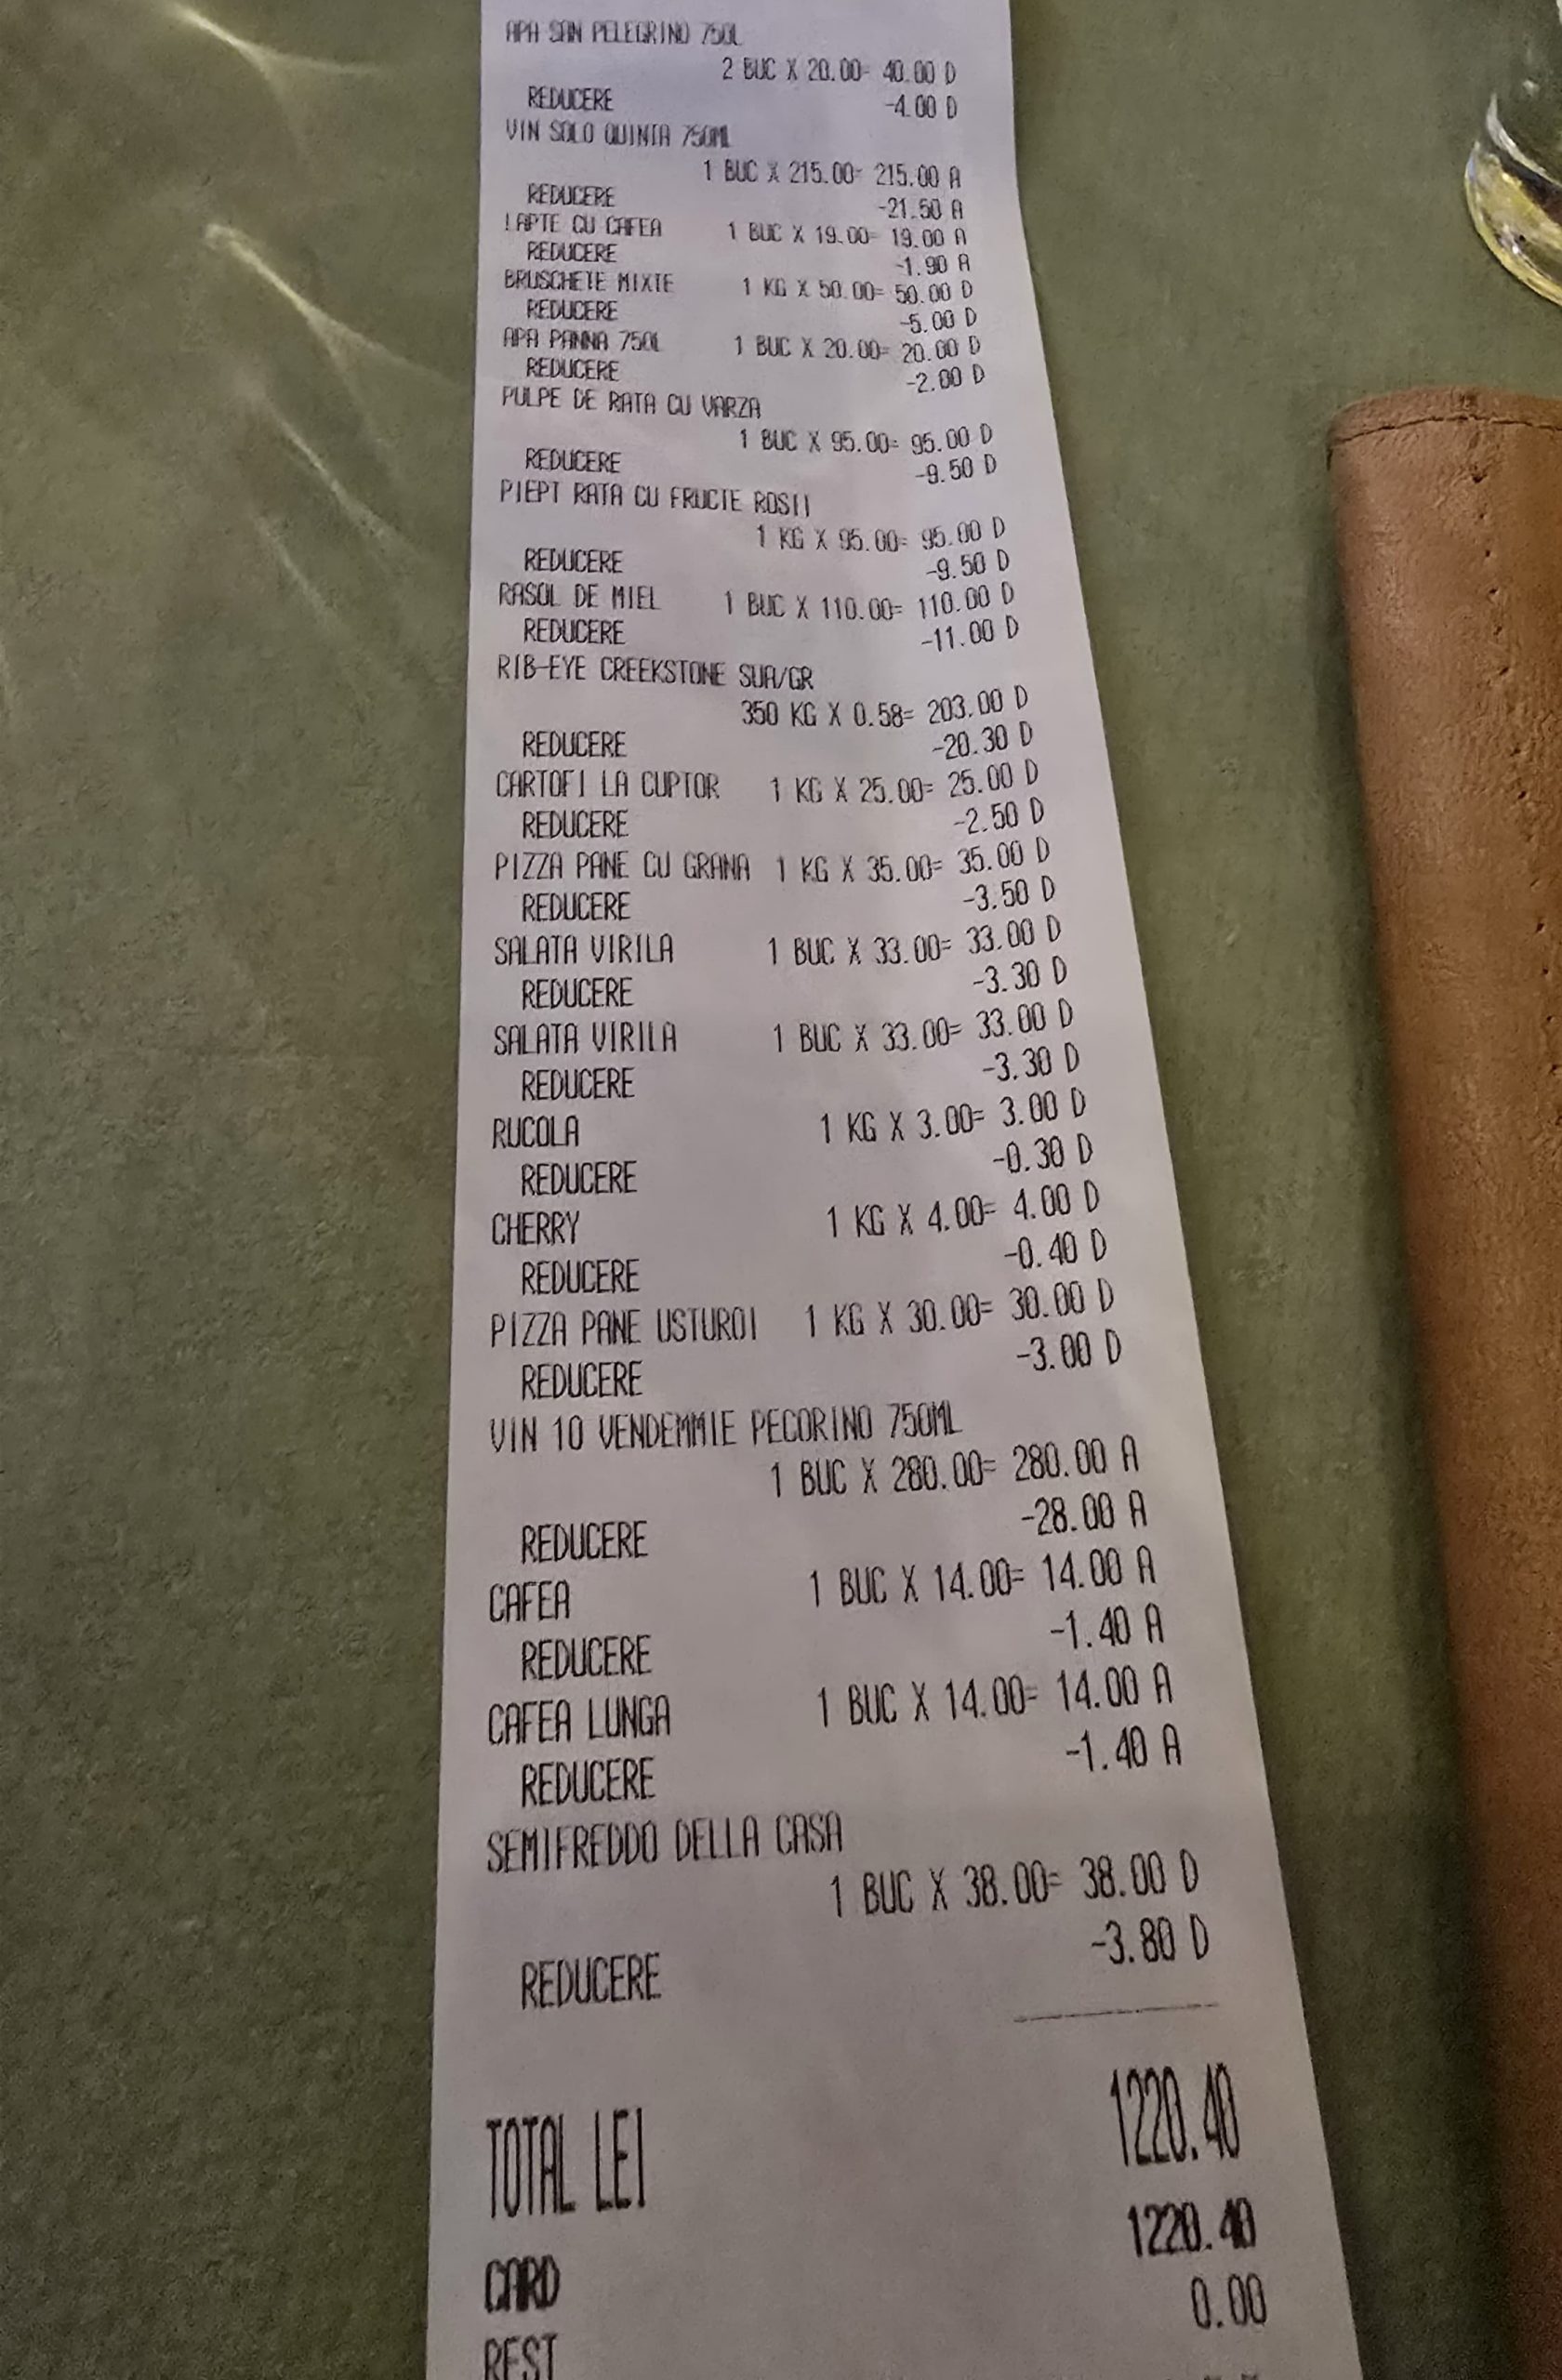 APA SAN PELEGRINO 750L
2 BUC X 20.00= 40.00 D
REDUCERE -4.00 D
VIN SOLO QUINTA 750ML
1 BUC X 215.00= 215.00 A
REDUCERE -21.50 A
LAPTE CU CAFEA 1 BUC X 19.00= 19.00 A
REDUCERE -1.90 A
BRUSCHETE MIXTE 1 KG X 50.00= 50.00 D
REDUCERE -5.00 D
APA PANNA 750L 1 BUC X 20.00= 20.00 D
REDUCERE -2.00 D
PULPE DE RATA CU VARZA
1 BUC X 95.00= 95.00 D
REDUCERE -9.50 D
PIEPT RATA CU FRUCTE ROSII
1 KG X 95.00= 95.00 D
REDUCERE -9.50 D
RASOL DE MIEL 1 BUC X 110.00= 110.00 D
REDUCERE -11.00 D
RIB-EYE CREEKSTONE SUA/GR
350 KG X 0.58= 203.00 D
REDUCERE -20.30 D
CARTOFI LA CUPTOR 1 KG X 25.00= 25.00 D
REDUCERE -2.50 D
PIZZA PANE CU GRANA 1 KG X 35.00= 35.00 D
REDUCERE -3.50 D
SALATA VIRILA 1 BUC X 33.00= 33.00 D
REDUCERE -3.30 D
SALATA VIRILA 1 BUC X 33.00= 33.00 D
REDUCERE -3.30 D
RUCOLA 1 KG X 3.00= 3.00 D
REDUCERE -0.30 D
CHERRY 1 KG X 4.00= 4.00 D
REDUCERE -0.40 D
PIZZA PANE USTUROI 1 KG X 30.00= 30.00 D
REDUCERE -3.00 D
VIN 10 VENDEMMIE PECORINO 750ML
1 BUC X 280.00= 280.00 A
REDUCERE -28.00 A
CAFEA 1 BUC X 14.00= 14.00 A
REDUCERE -1.40 A
CAFEA LUNGA 1 BUC X 14.00= 14.00 A
REDUCERE -1.40 A
SEMIFREDDO DELLA CASA
1 BUC X 38.00= 38.00 D
REDUCERE -3.80 D
TOTAL LEI 1220.40
CARD 1220.40
REST 0.00